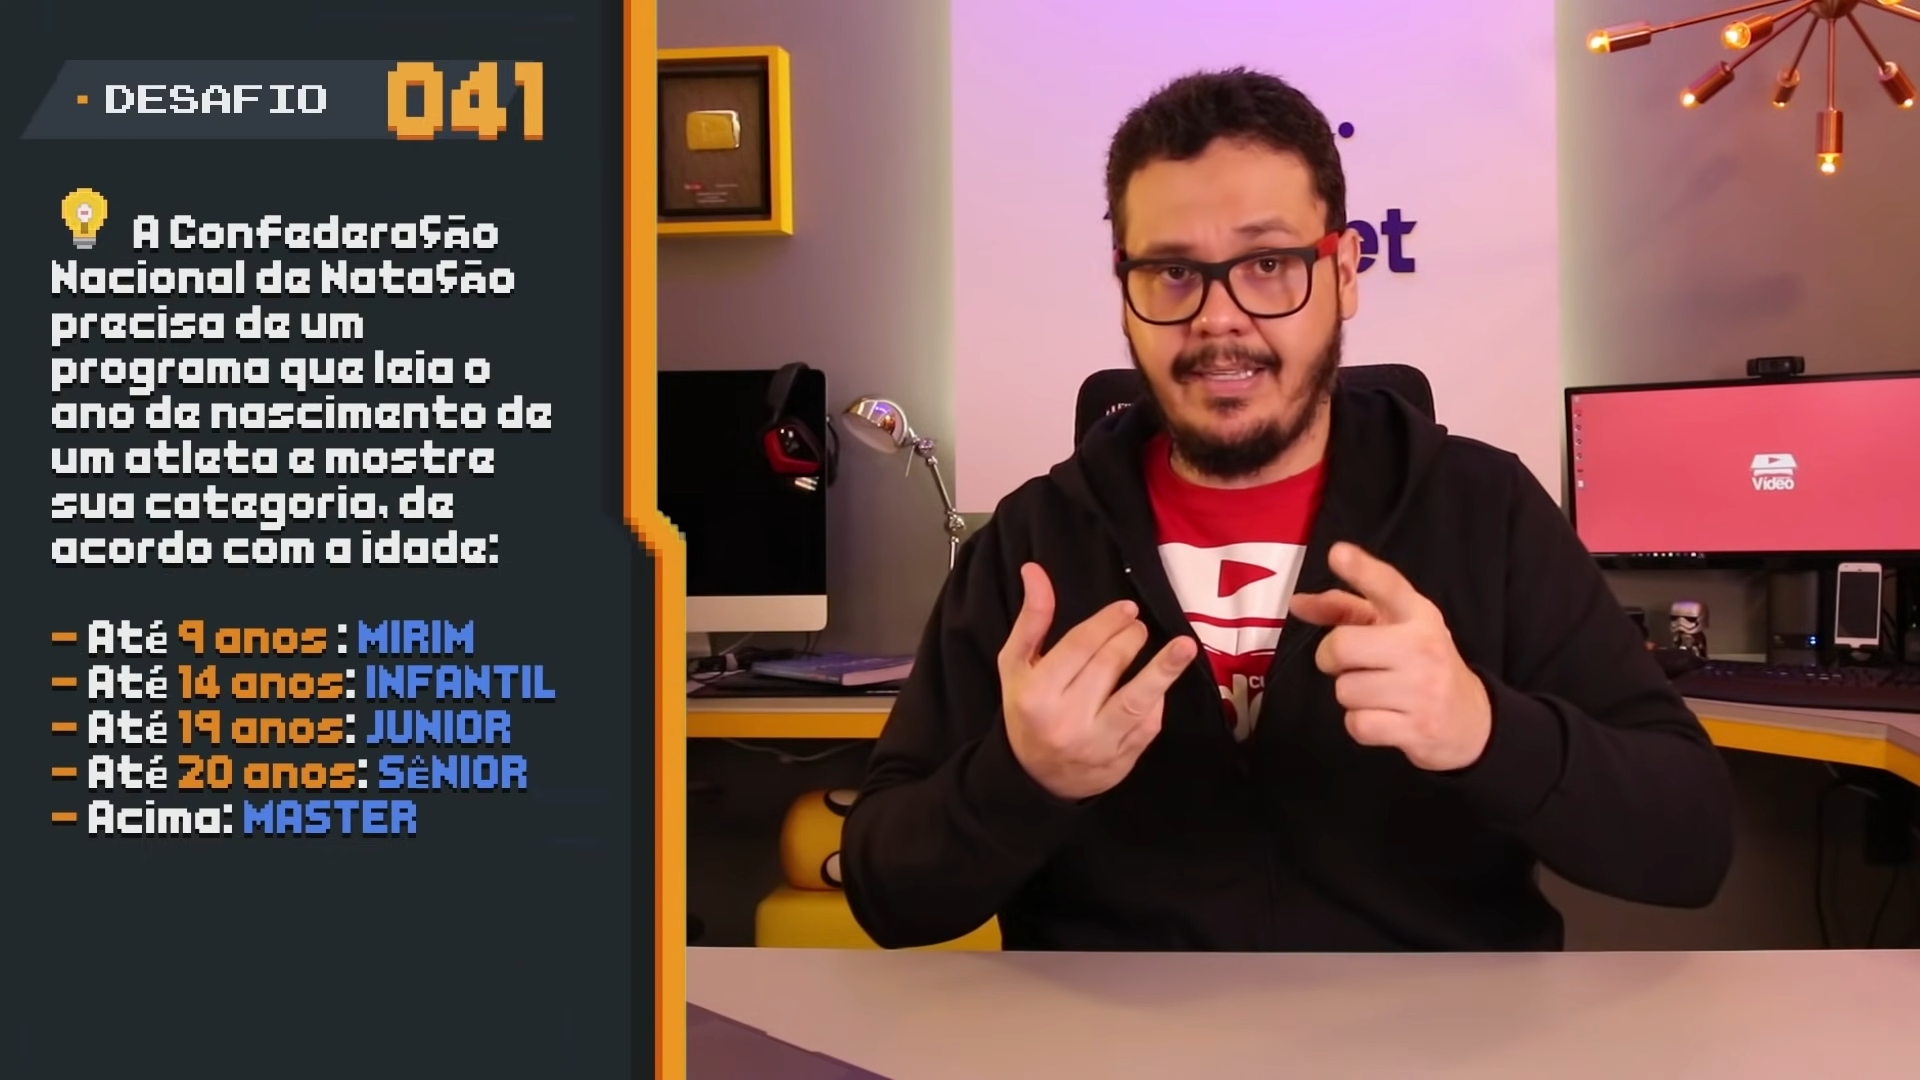 DESAFIO 041
A Confederação
Nacional de Natação
precisa de um
programa que leia o
ano de nascimento de
um atleta e mostre
sua categoria, de
acordo com a idade:
- Até 9 anos : MIRIM
- Até 14 anos: INFANTIL
- Até 19 anos: JUNIOR
- Até 20 anos: SÊNIOR
- Acima: MASTER
et
Vídeo